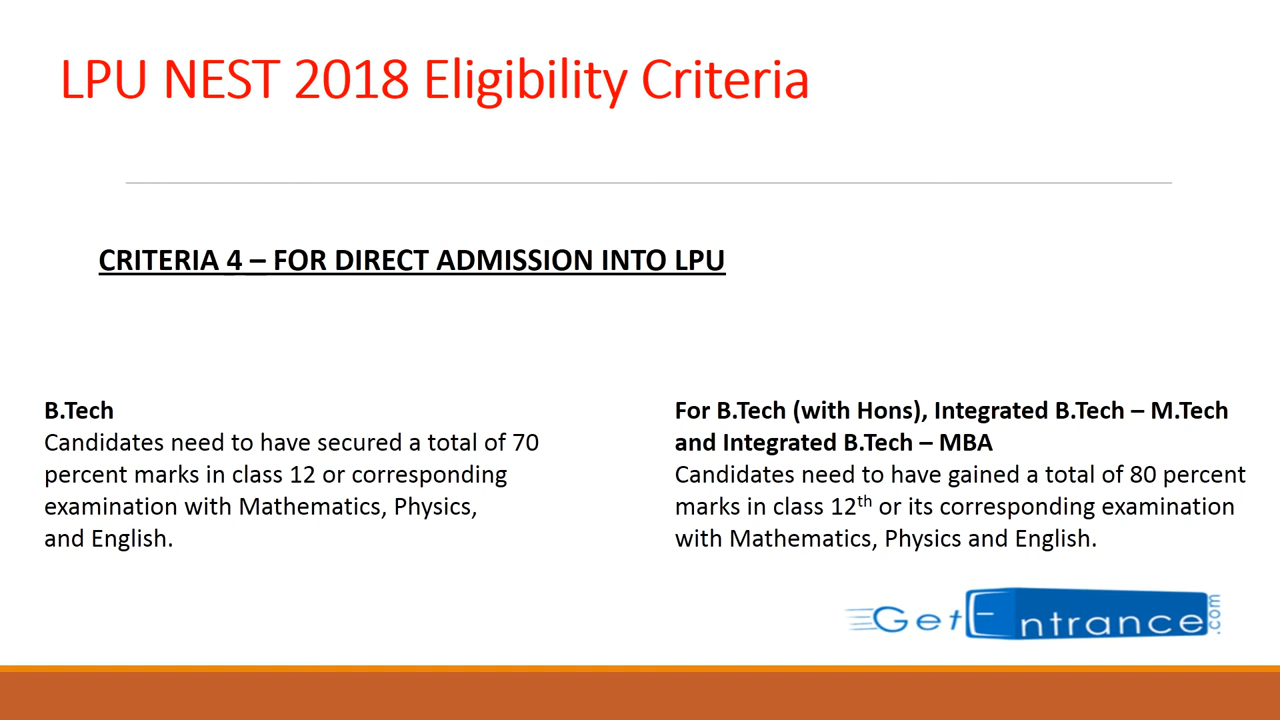 LPU NEST 2018 Eligibility Criteria
CRITERIA 4 – FOR DIRECT ADMISSION INTO LPU
B.Tech
Candidates need to have secured a total of 70
percent marks in class 12 or corresponding
examination with Mathematics, Physics,
and English.
For B.Tech (with Hons), Integrated B.Tech – M.Tech
and Integrated B.Tech – MBA
Candidates need to have gained a total of 80 percent
marks in class 12th or its corresponding examination
with Mathematics, Physics and English.
GetEntrance.com